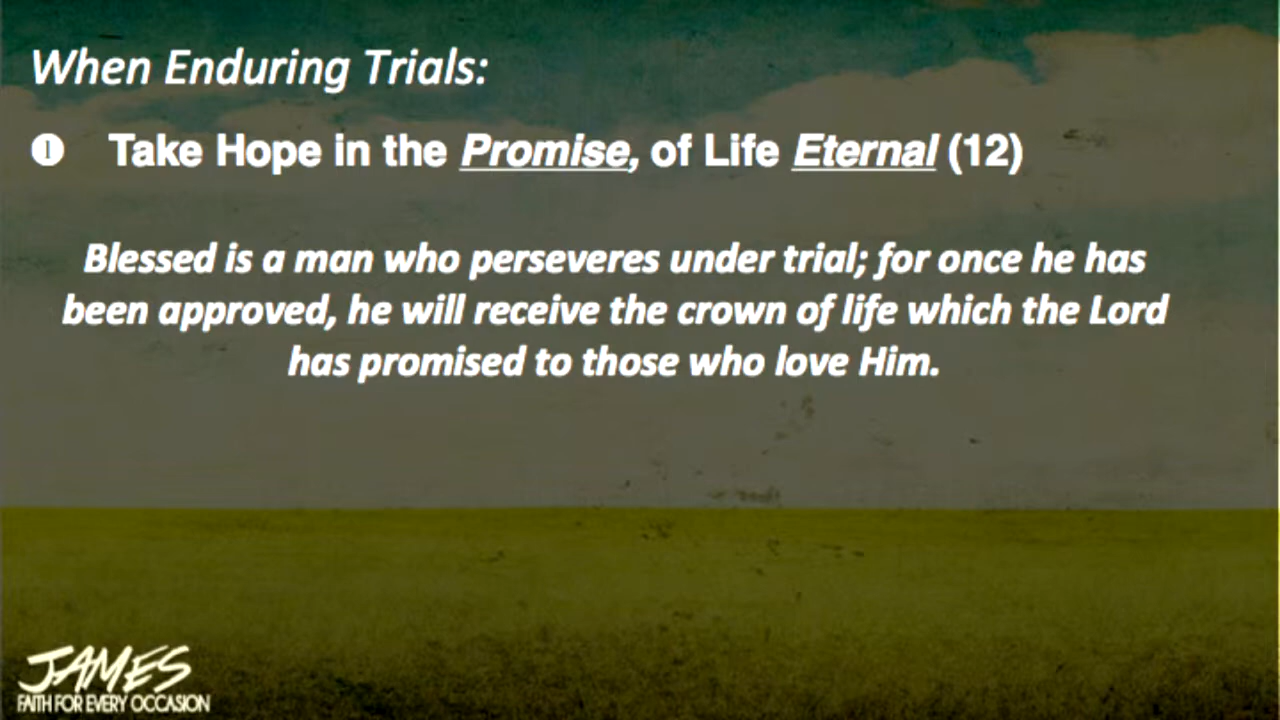 When Enduring Trials:
❶ Take Hope in the Promise, of Life Eternal (12)
Blessed is a man who perseveres under trial; for once he has
been approved, he will receive the crown of life which the Lord
has promised to those who love Him.
JAMES
FAITH FOR EVERY OCCASION